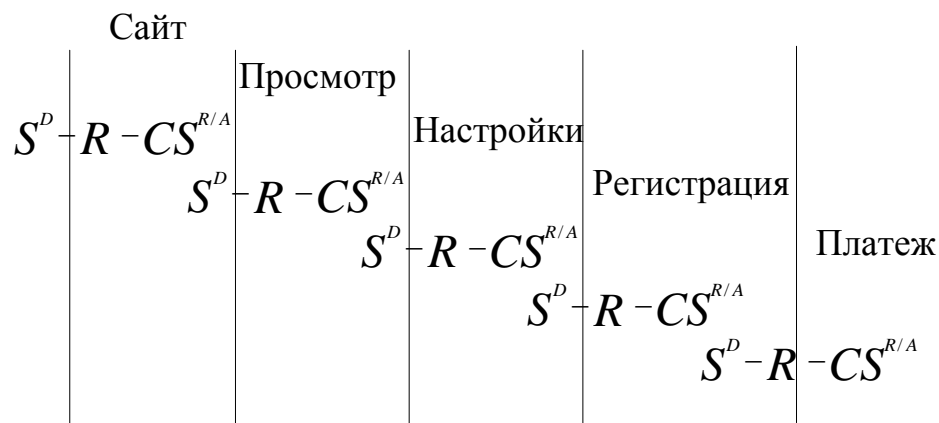 Сайт
Просмотр
S^D – R – CS^{R/A}
Настройки
S^D – R – CS^{R/A}
Регистрация
S^D – R – CS^{R/A}
Платеж
S^D – R – CS^{R/A}
S^D – R – CS^{R/A}